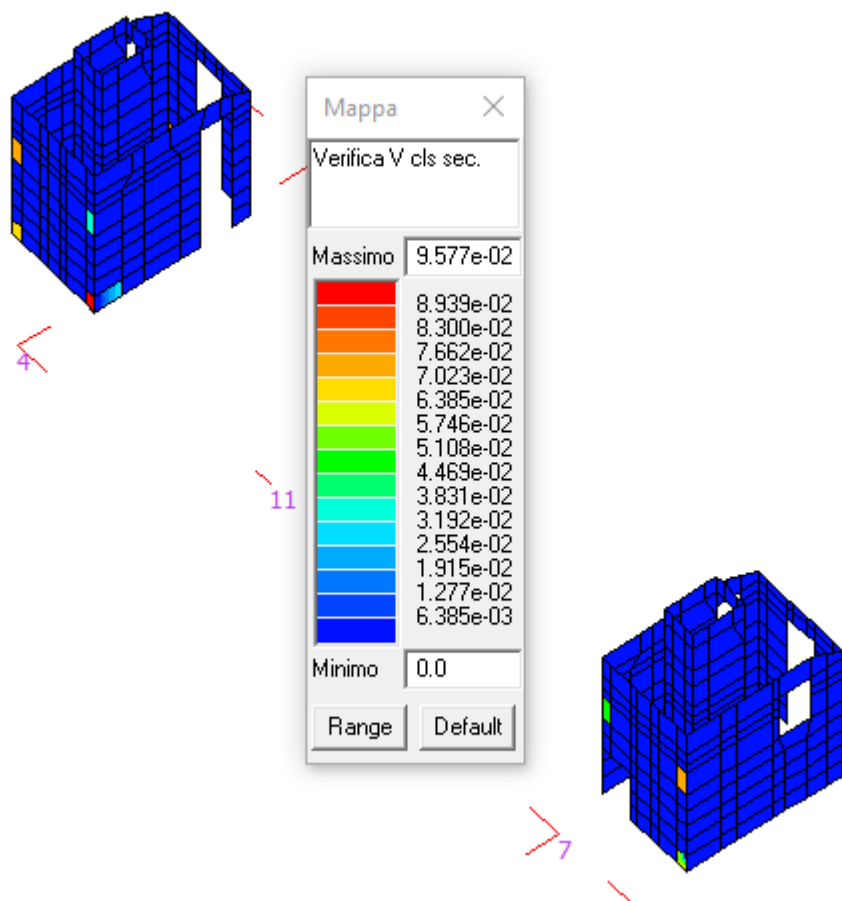 Mappa
Verifica V cls sec.
Massimo 9.577e-02
8.939e-02
8.300e-02
7.662e-02
7.023e-02
6.385e-02
5.746e-02
5.108e-02
4.469e-02
3.831e-02
3.192e-02
2.554e-02
1.915e-02
1.277e-02
6.385e-03
Minimo 0.0
Range Default
4
11
7